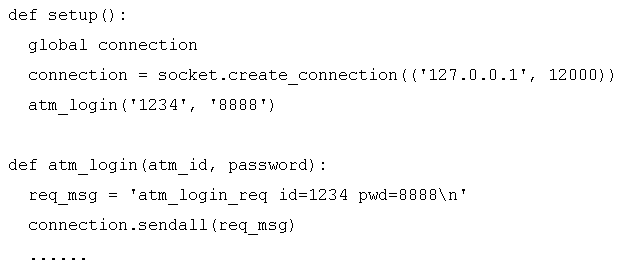 def setup():
  global connection
  connection = socket.create_connection(('127.0.0.1', 12000))
  atm_login('1234', '8888')

def atm_login(atm_id, password):
  req_msg = 'atm_login_req id=1234 pwd=8888\n'
  connection.sendall(req_msg)
  ......